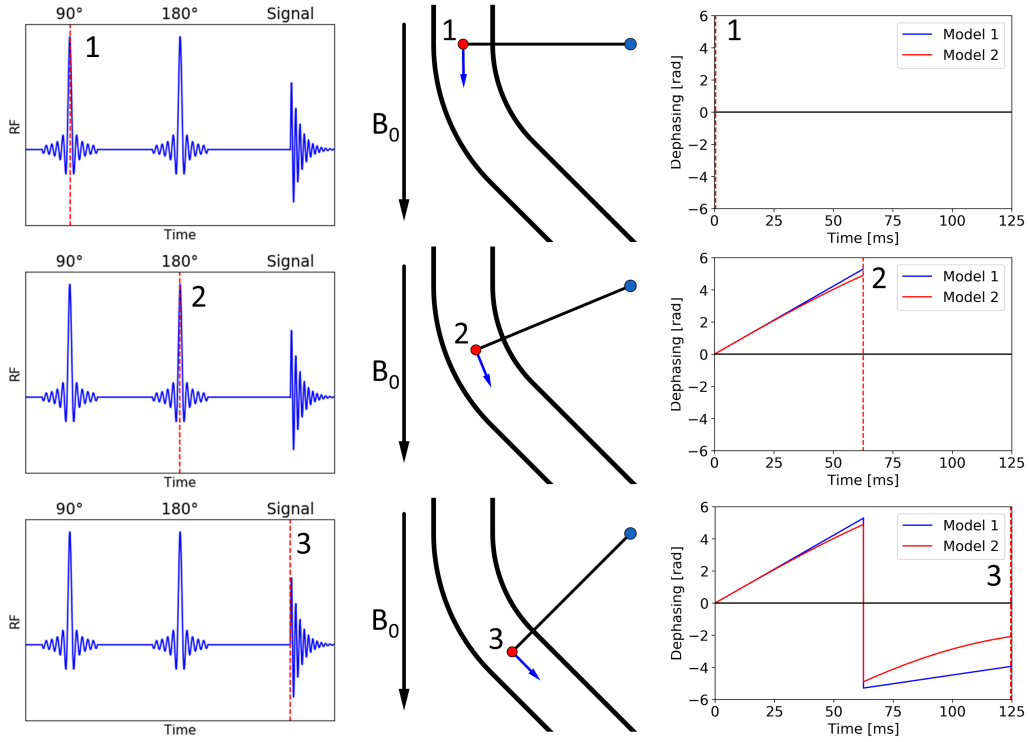 90° 180° Signal
1
RF
Time
1
B0
1
Model 1
Model 2
Dephasing [rad]
6
4
2
0
−2
−4
−6
0 25 50 75 100 125
Time [ms]
90° 180° Signal
2
RF
Time
2
B0
2
Model 1
Model 2
Dephasing [rad]
6
4
2
0
−2
−4
−6
0 25 50 75 100 125
Time [ms]
90° 180° Signal
3
RF
Time
3
B0
3
Model 1
Model 2
Dephasing [rad]
6
4
2
0
−2
−4
−6
0 25 50 75 100 125
Time [ms]